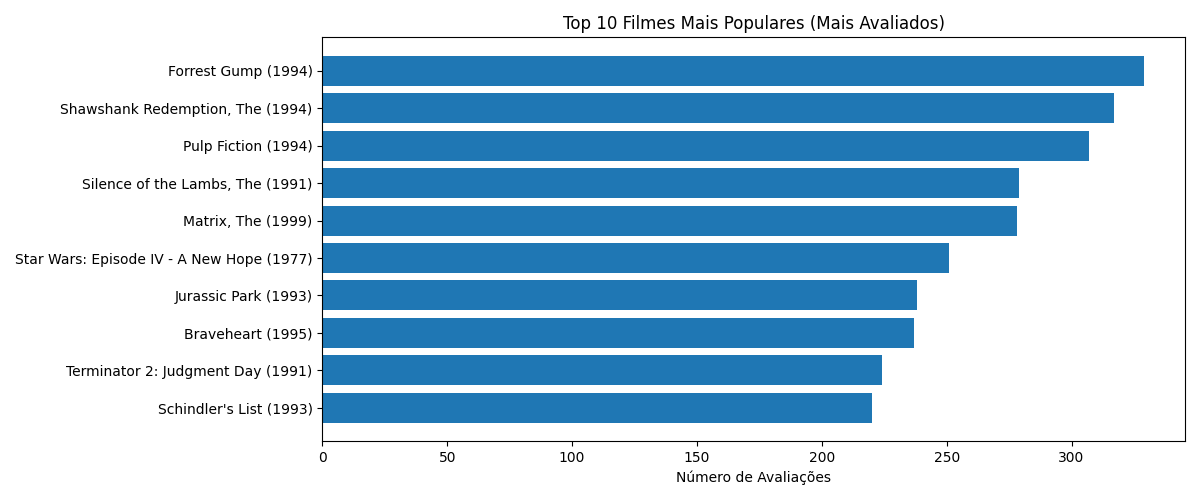 Top 10 Filmes Mais Populares (Mais Avaliados)
Forrest Gump (1994)
Shawshank Redemption, The (1994)
Pulp Fiction (1994)
Silence of the Lambs, The (1991)
Matrix, The (1999)
Star Wars: Episode IV - A New Hope (1977)
Jurassic Park (1993)
Braveheart (1995)
Terminator 2: Judgment Day (1991)
Schindler's List (1993)
0 50 100 150 200 250 300
Número de Avaliações